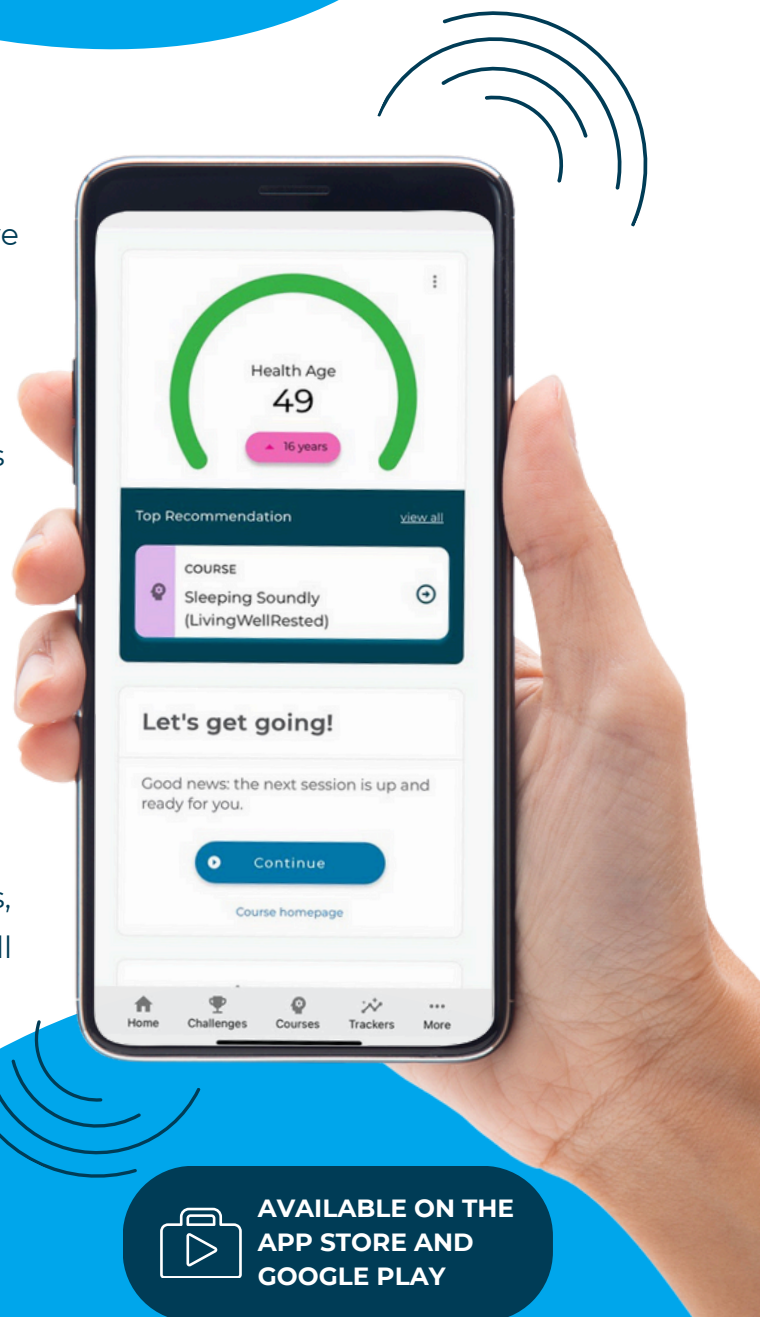 Health Age
49
16 years
Top Recommendation
view all
COURSE
Sleeping Soundly
(LivingWellRested)
Let's get going!
Good news: the next session is up and
ready for you.
Continue
Course homepage
Home
Challenges
Courses
Trackers
More
AVAILABLE ON THE
APP STORE AND
GOOGLE PLAY